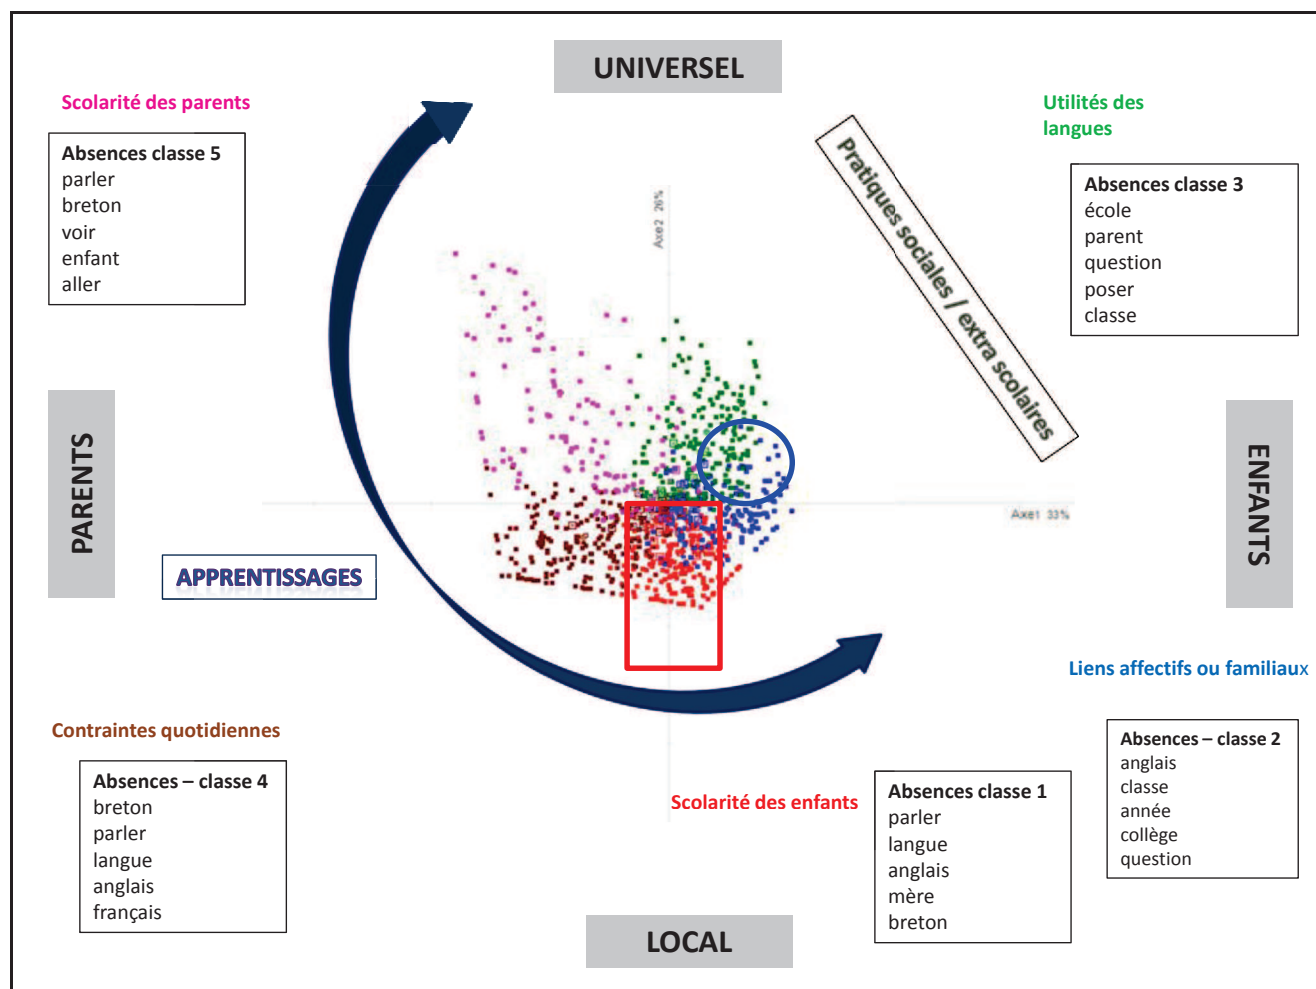 UNIVERSEL
Scolarité des parents
Absences classe 5
parler
breton
voir
enfant
aller
Utilités des
langues
Absences classe 3
école
parent
question
poser
classe
Pratiques sociales / extra scolaires
Axe2 26%
PARENTS
ENFANTS
Axe1 33%
APPRENTISSAGES
Liens affectifs ou familiaux
Absences – classe 2
anglais
classe
année
collège
question
Contraintes quotidiennes
Absences – classe 4
breton
parler
langue
anglais
français
Scolarité des enfants
Absences classe 1
parler
langue
anglais
mère
breton
LOCAL